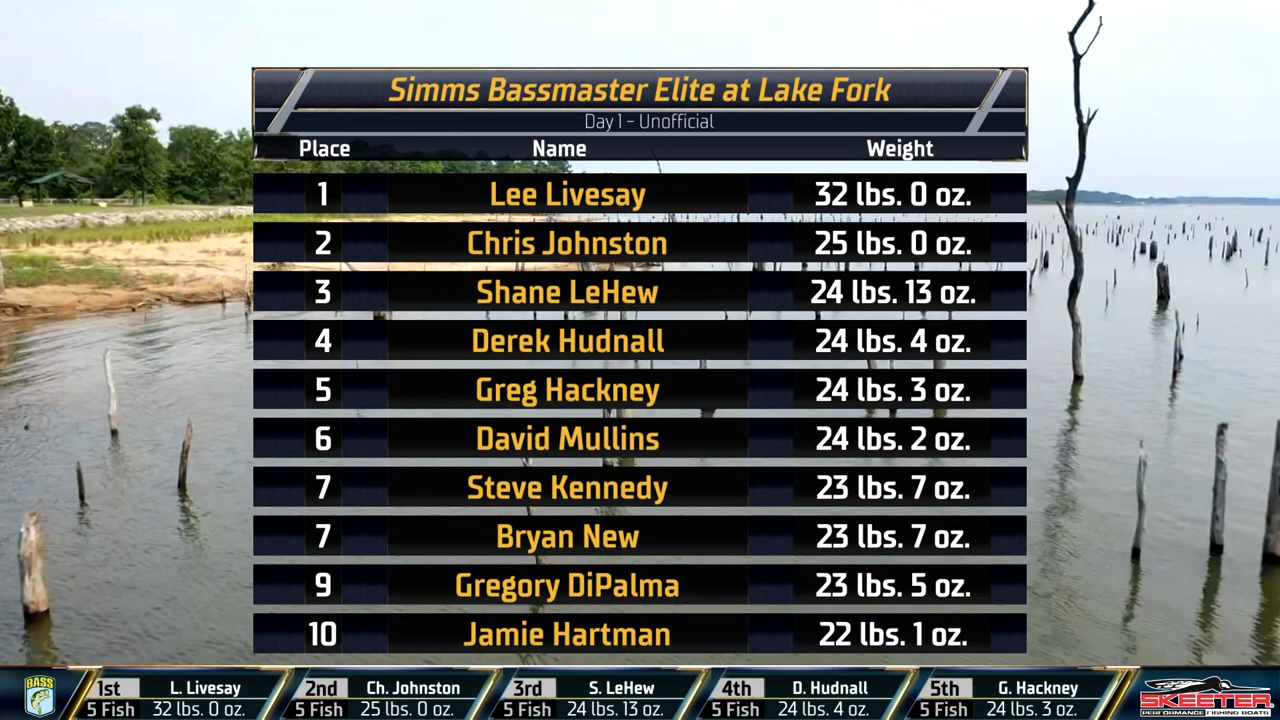 Simms Bassmaster Elite at Lake Fork
Day 1 - Unofficial
Place Name Weight
1 Lee Livesay 32 lbs. 0 oz.
2 Chris Johnston 25 lbs. 0 oz.
3 Shane LeHew 24 lbs. 13 oz.
4 Derek Hudnall 24 lbs. 4 oz.
5 Greg Hackney 24 lbs. 3 oz.
6 David Mullins 24 lbs. 2 oz.
7 Steve Kennedy 23 lbs. 7 oz.
7 Bryan New 23 lbs. 7 oz.
9 Gregory DiPalma 23 lbs. 5 oz.
10 Jamie Hartman 22 lbs. 1 oz.
BASS
1st L. Livesay
5 Fish 32 lbs. 0 oz.
2nd Ch. Johnston
5 Fish 25 lbs. 0 oz.
3rd S. LeHew
5 Fish 24 lbs. 13 oz.
4th D. Hudnall
5 Fish 24 lbs. 4 oz.
5th G. Hackney
5 Fish 24 lbs. 3 oz.
SKEETER
PERFORMANCE FISHING BOATS